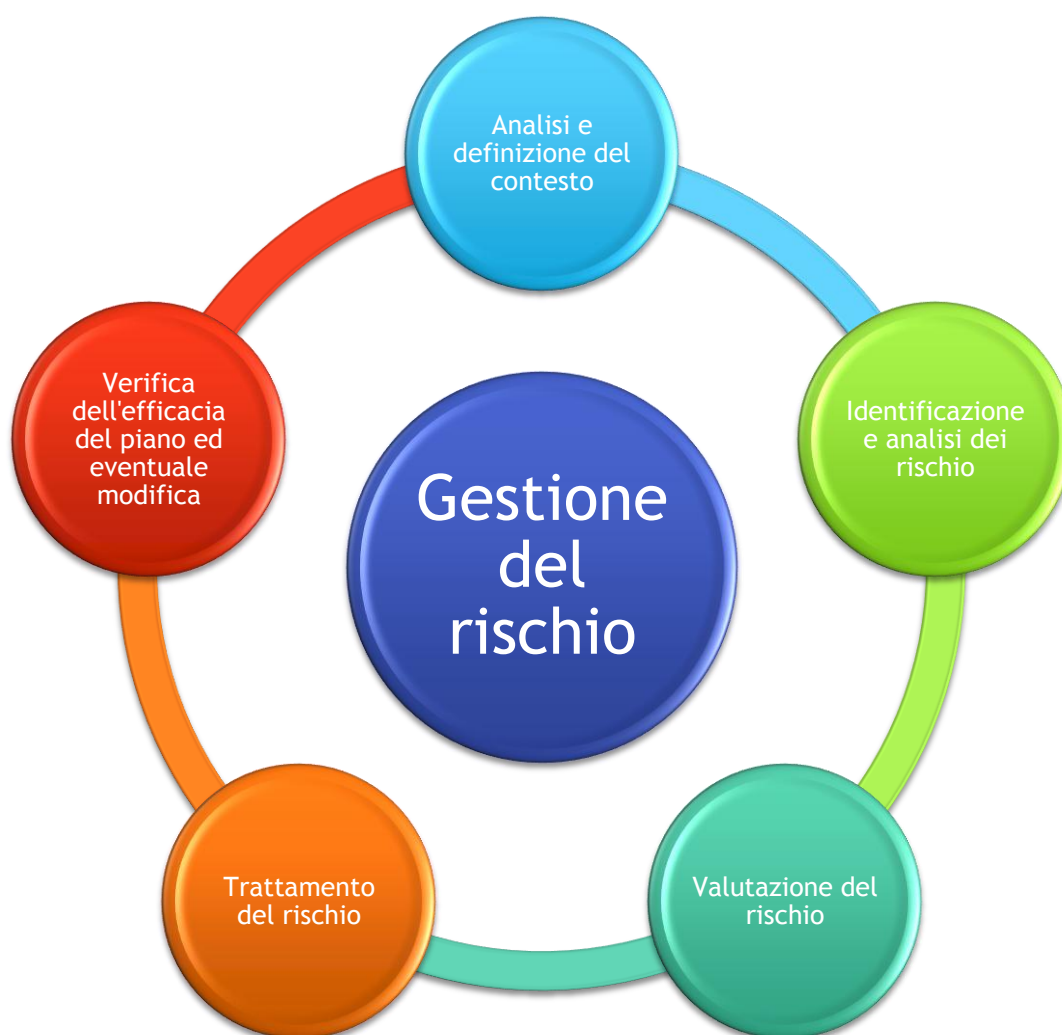 Analisi e
definizione del
contesto
Identificazione
e analisi dei
rischio
Valutazione del
rischio
Trattamento
del rischio
Verifica
dell'efficacia
del piano ed
eventuale
modifica
Gestione
del
rischio